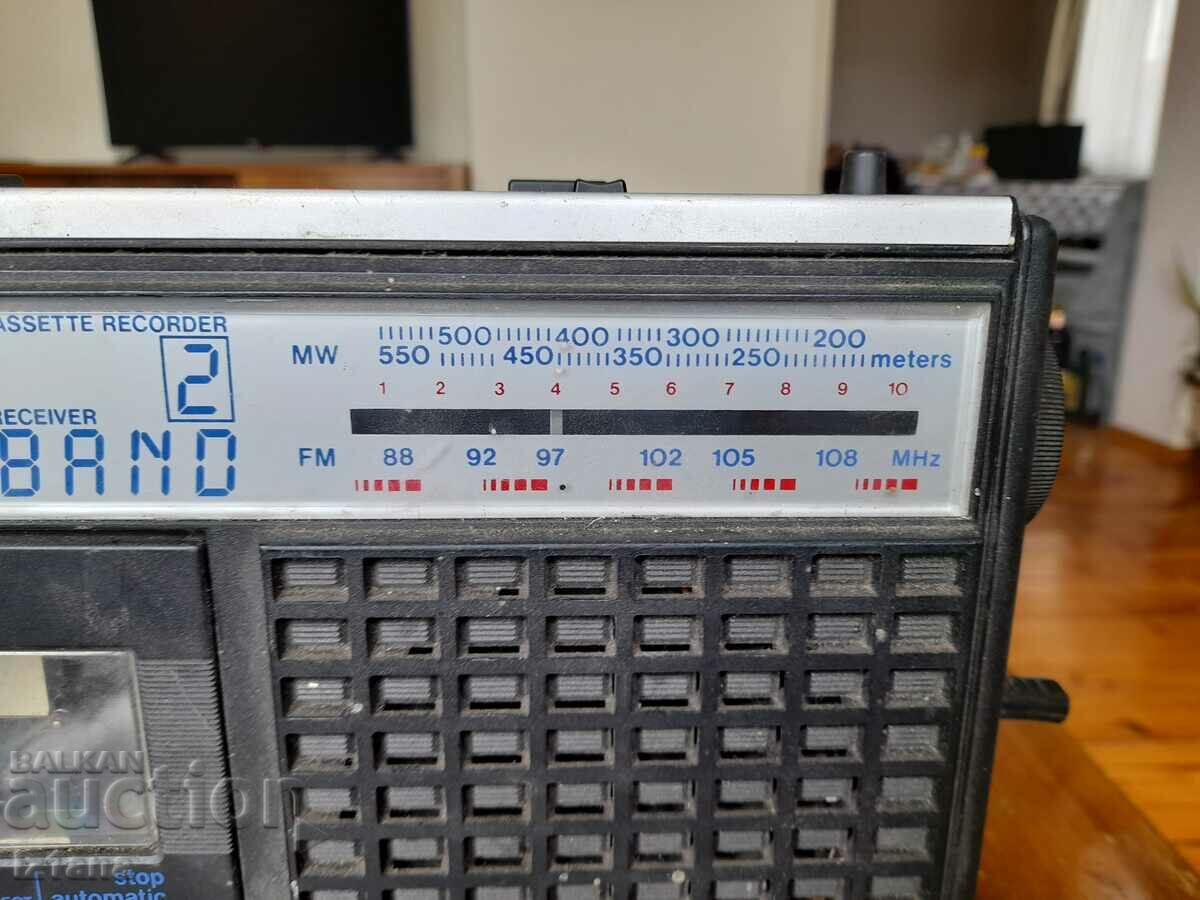 ASSETTE RECORDER
2
RECEIVER
BAND
500 400 300 200
MW 550 450 350 250 meters
1 2 3 4 5 6 7 8 9 10
FM 88 92 97 102 105 108 MHz
BALKAN
auction
stop
automatic